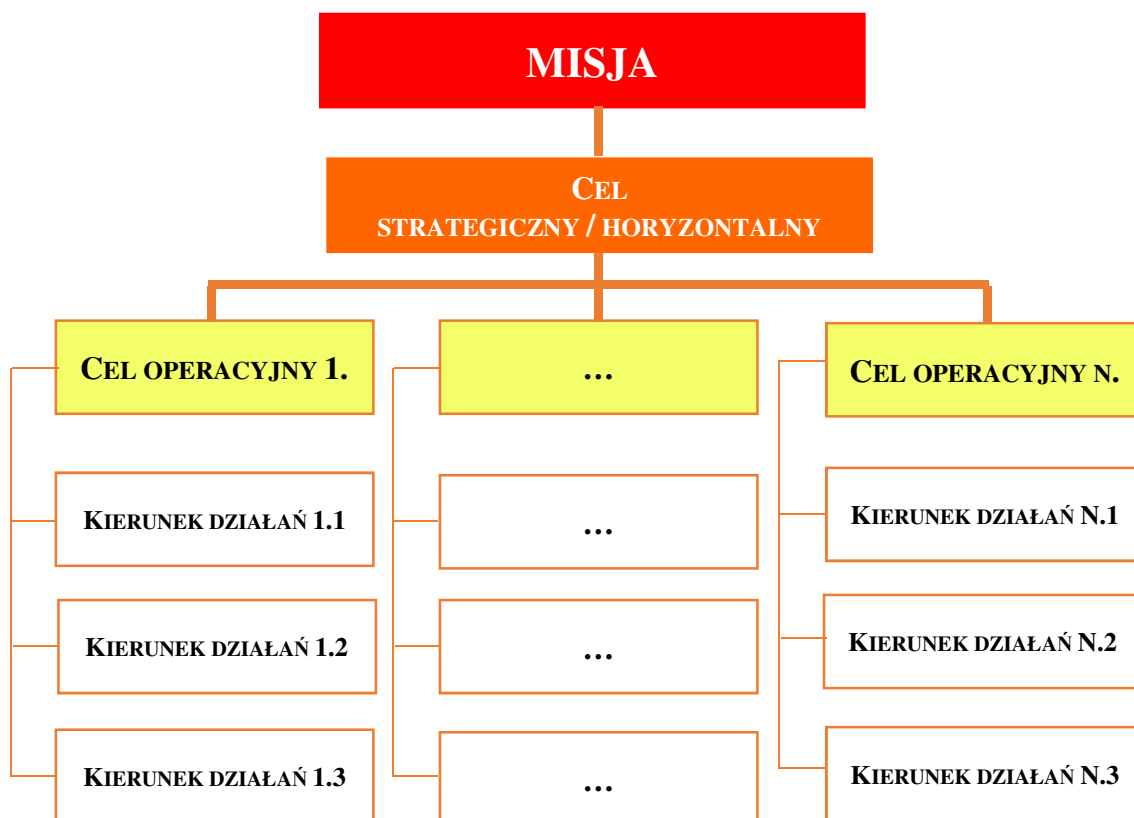 MISJA
CEL
STRATEGICZNY / HORYZONTALNY
CEL OPERACYJNY 1.
...
CEL OPERACYJNY N.
KIERUNEK DZIAŁAŃ 1.1
...
KIERUNEK DZIAŁAŃ N.1
KIERUNEK DZIAŁAŃ 1.2
...
KIERUNEK DZIAŁAŃ N.2
KIERUNEK DZIAŁAŃ 1.3
...
KIERUNEK DZIAŁAŃ N.3